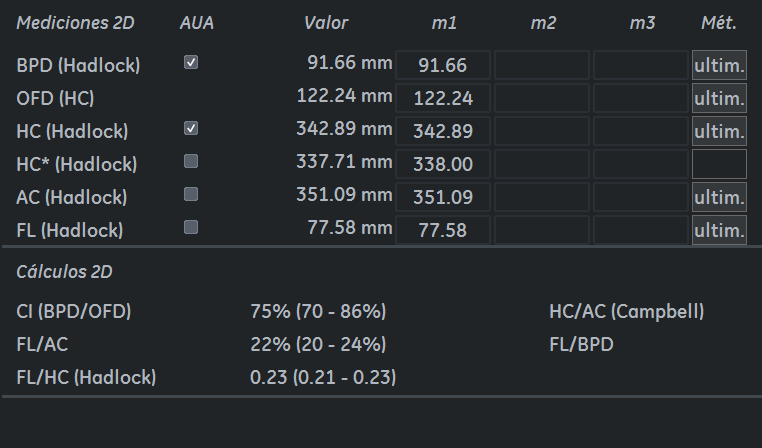 Mediciones 2D AUA Valor m1 m2 m3 Mét.
BPD (Hadlock) 91.66 mm 91.66 ultim.
OFD (HC) 122.24 mm 122.24 ultim.
HC (Hadlock) 342.89 mm 342.89 ultim.
HC* (Hadlock) 337.71 mm 338.00
AC (Hadlock) 351.09 mm 351.09 ultim.
FL (Hadlock) 77.58 mm 77.58 ultim.
Cálculos 2D
CI (BPD/OFD) 75% (70 - 86%) HC/AC (Campbell)
FL/AC 22% (20 - 24%) FL/BPD
FL/HC (Hadlock) 0.23 (0.21 - 0.23)